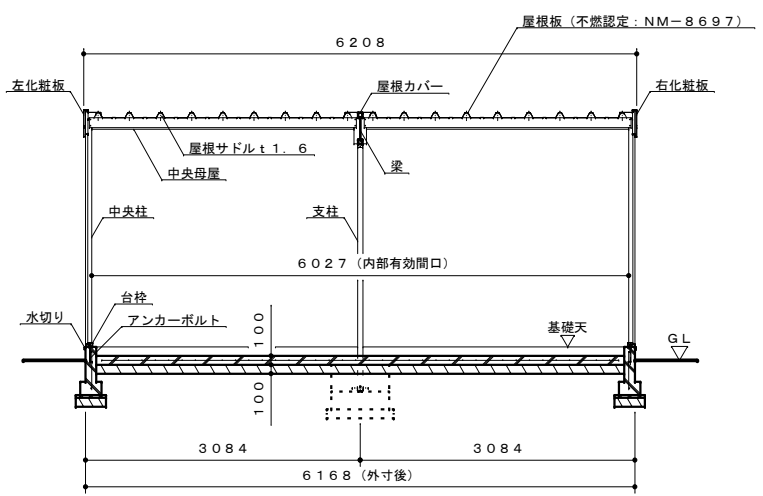 屋根板（不燃認定：ＮＭ－８６９７）
６２０８
左化粧板
屋根カバー
右化粧板
屋根サドルｔ１．６
中央母屋
梁
中央柱
支柱
６０２７（内部有効間口）
台枠
水切り
アンカーボルト
１００
基礎天
ＧＬ
１００
３０８４
３０８４
６１６８（外寸後）